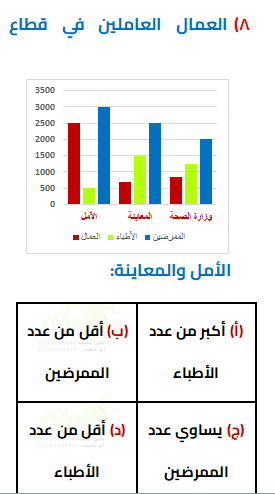 ٨) العمال العاملين في قطاع
3500
3000
2500
2000
1500
1000
500
0
الأمل المعاينة وزارة الصحة
العمال الأطباء الممرضين
الأمل والمعاينة:
(أ) أكبر من عدد الأطباء
(ب) أقل من عدد الممرضين
(ج) يساوي عدد الممرضين
(د) أقل من عدد الأطباء